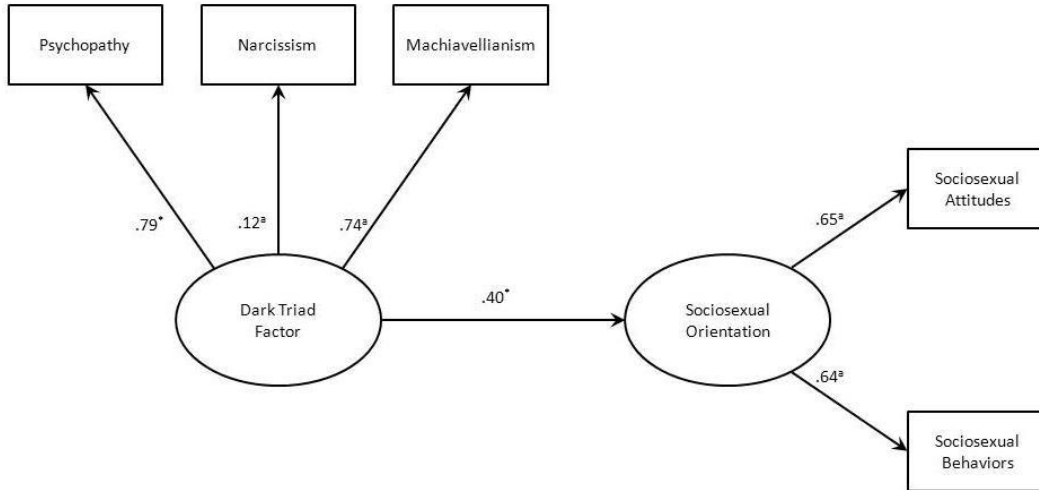 Psychopathy
Narcissism
Machiavellianism
Sociosexual
Attitudes
.79*
.12ª
.74ª
.65ª
Dark Triad
Factor
.40*
Sociosexual
Orientation
.64ª
Sociosexual
Behaviors